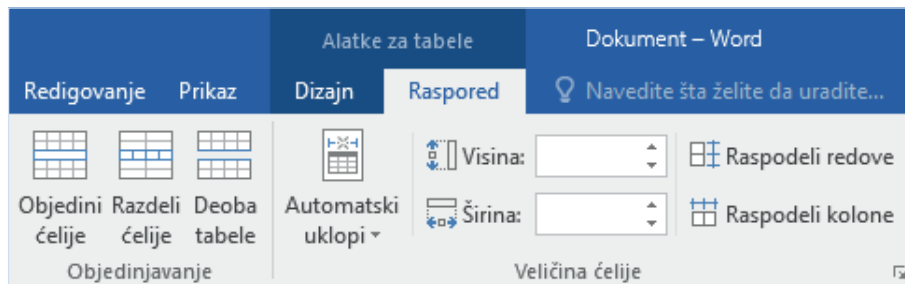 Alatke za tabele
Dokument – Word
Redigovanje Prikaz Dizajn Raspored Navedite šta želite da uradite...
Objedini ćelije
Razdeli ćelije
Deoba tabele
Automatski uklopi
Visina:
Širina:
Raspodeli redove
Raspodeli kolone
Objedinjavanje
Veličina ćelije